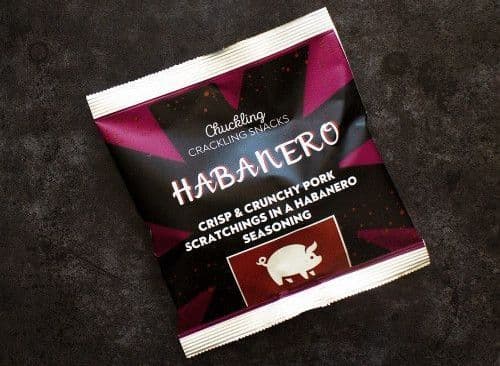 Chuckling
CRACKLING SNACKS
HABANERO
CRISP & CRUNCHY PORK
SCRATCHINGS IN A HABANERO
SEASONING